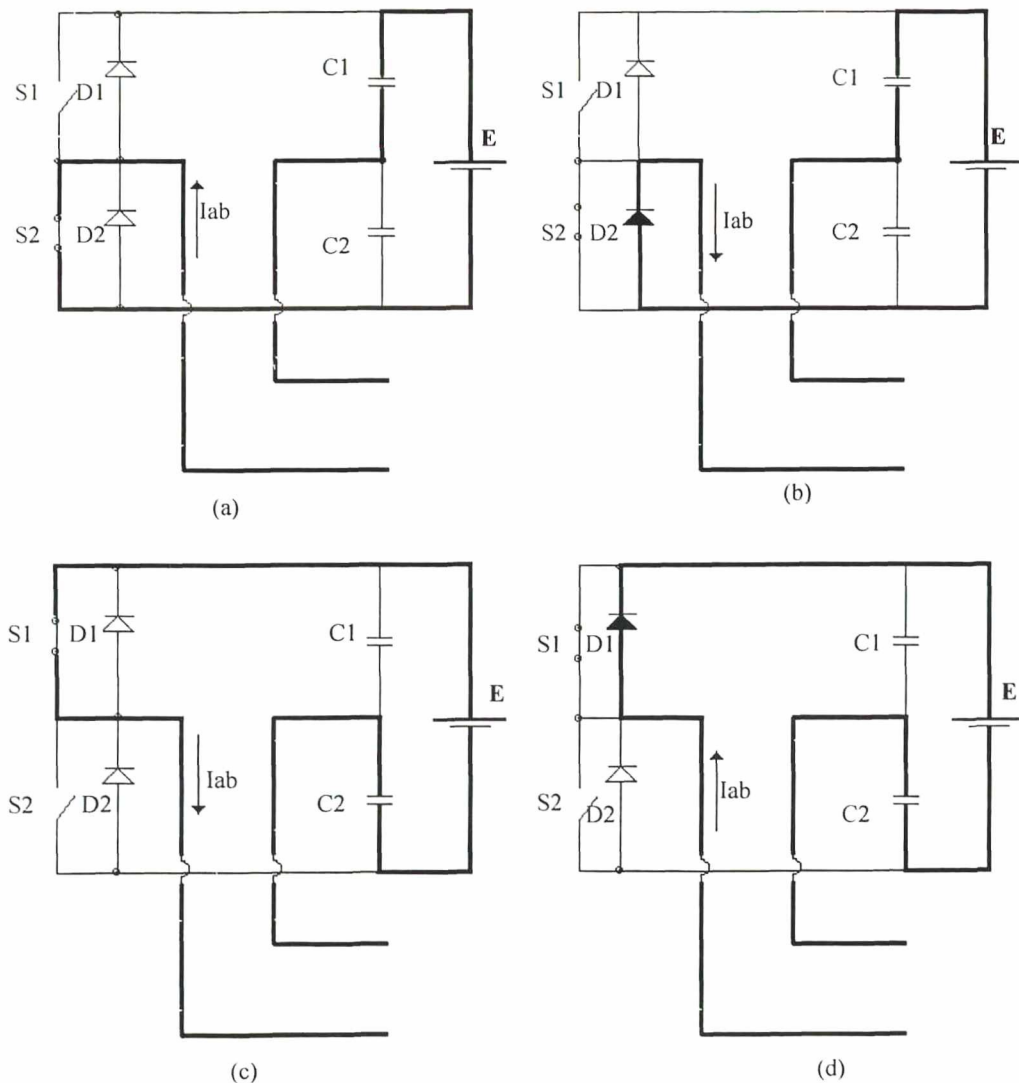 C1
S1 D1
E
Iab
S2 D2
C2
(a)
C1
S1 D1
E
Iab
S2 D2
C2
(b)
S1 D1
C1
E
Iab
S2 D2
C2
(c)
S1 D1
C1
E
Iab
S2 D2
C2
(d)